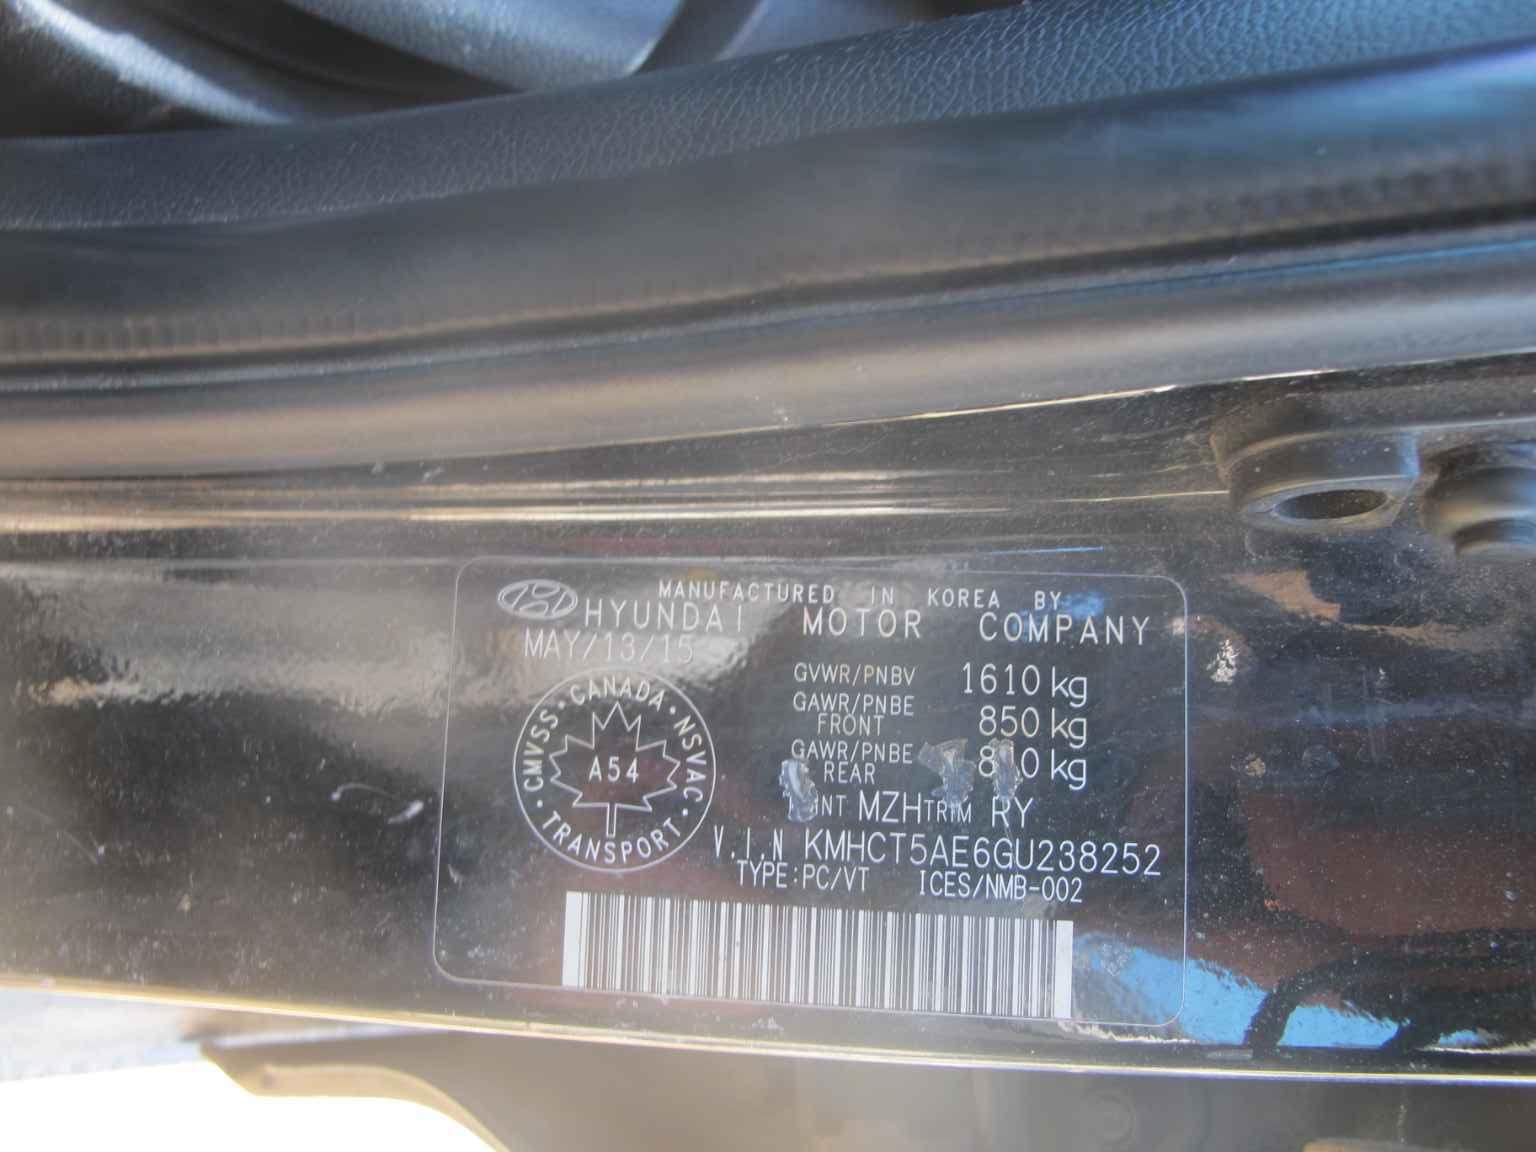 MANUFACTURED IN KOREA BY
HYUNDAI MOTOR COMPANY
MAY/13/15
GVWR/PNBV 1610 kg
GAWR/PNBE FRONT 850 kg
GAWR/PNBE REAR kg
MZH TRIM RY
V.I.N KMHCT5AE6GU238252
TYPE:PC/VT ICES/NMB-002
CANADA · NSVAC · TRANSPORT · CMVSS ·
A54